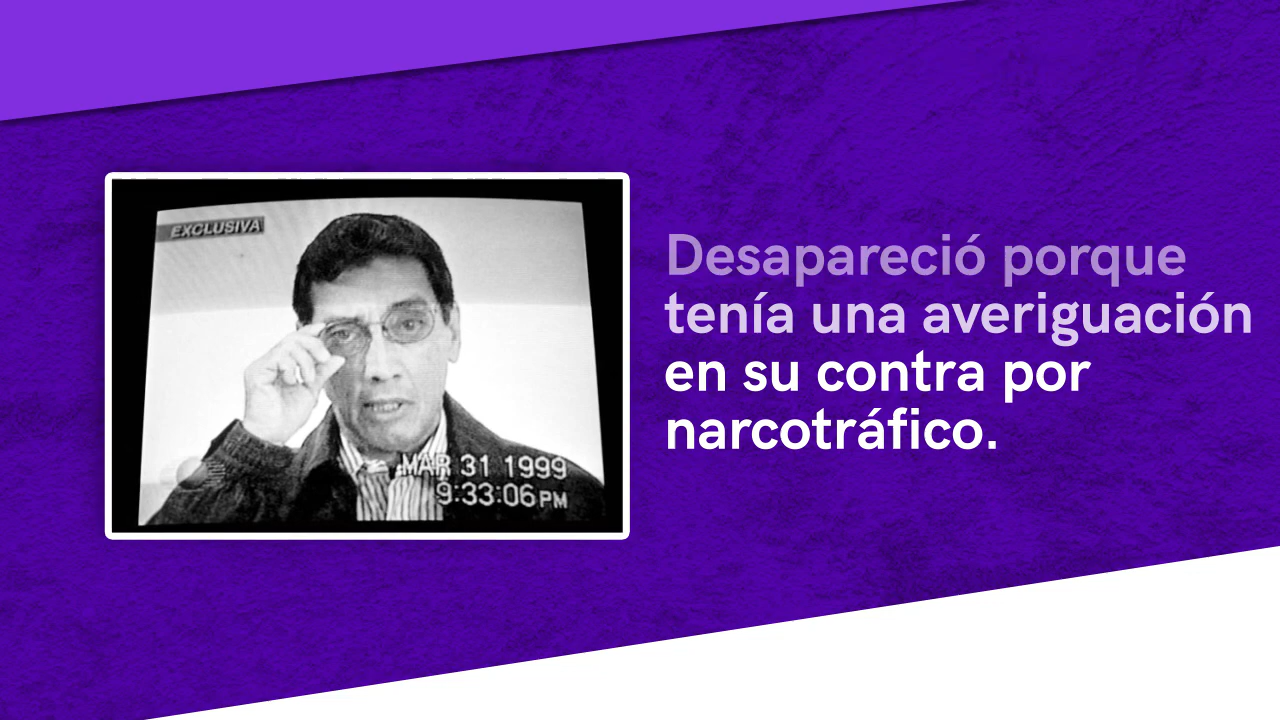 EXCLUSIVA
MAR 31 1999
9:33:06 PM
Desapareció porque
tenía una averiguación
en su contra por
narcotráfico.